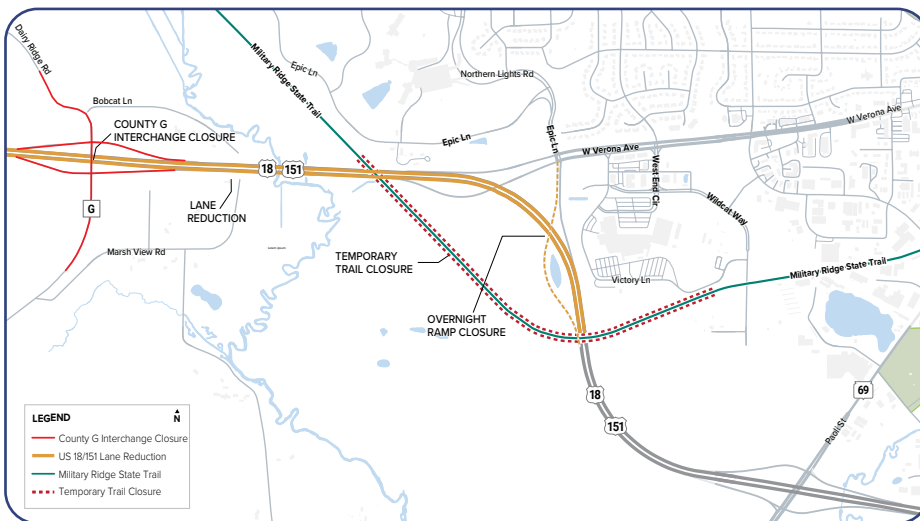 Dairy Ridge Rd
Military Ridge State Trail
Epic Ln
Northern Lights Rd
Bobcat Ln
COUNTY G
INTERCHANGE CLOSURE
Epic Ln
Epic Ln
W Verona Ave
W Verona Ave
18
151
West End Cir
Wildcat Way
LANE
REDUCTION
G
Marsh View Rd
TEMPORARY
TRAIL CLOSURE
Victory Ln
Military Ridge State Trail
OVERNIGHT
RAMP CLOSURE
18
151
69
Paoli St
LEGEND
N
County G Interchange Closure
US 18/151 Lane Reduction
Military Ridge State Trail
Temporary Trail Closure